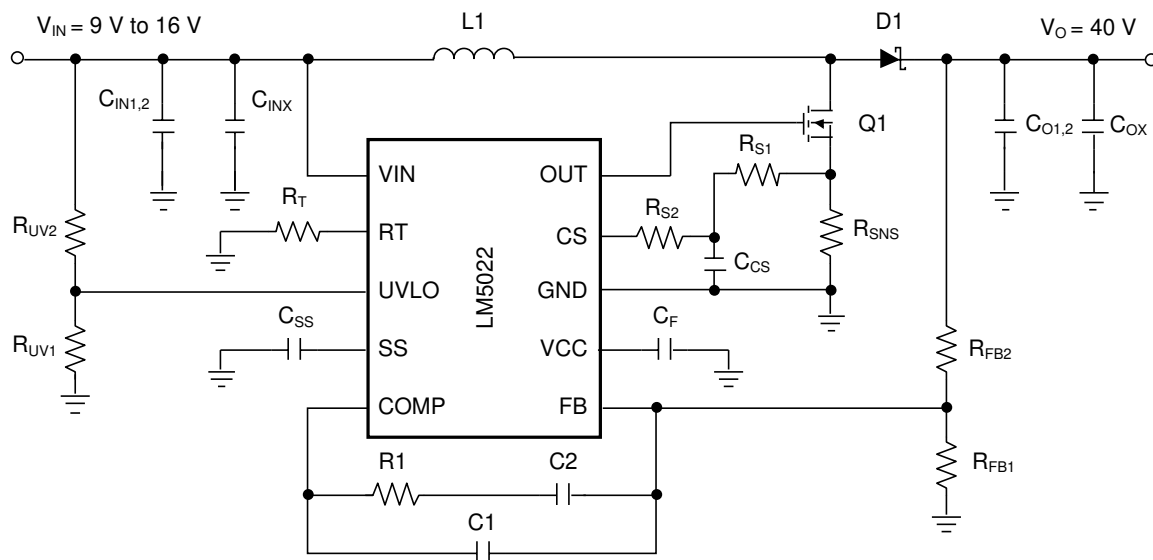 V_IN = 9 V to 16 V
L1
D1
V_O = 40 V
C_IN1,2
C_INX
Q1
C_O1,2
C_OX
R_UV2
R_T
VIN
OUT
R_S1
R_S2
RT
CS
R_SNS
C_CS
UVLO
LM5022
GND
R_UV1
C_SS
SS
VCC
C_F
R_FB2
COMP
FB
R1
C2
R_FB1
C1